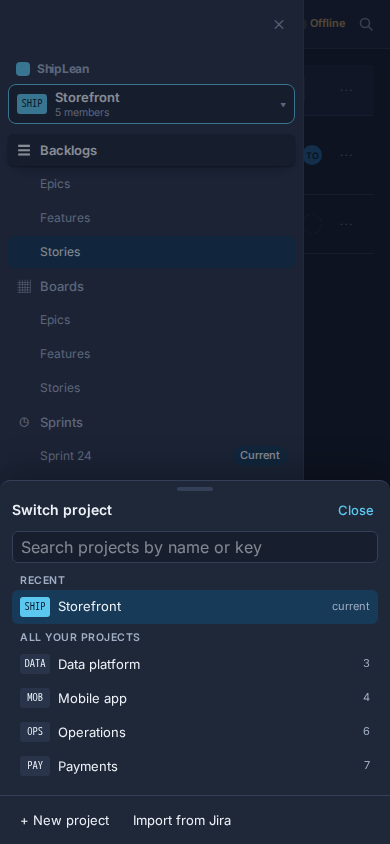 Offline
ShipLean
SHIP Storefront
5 members
Backlogs
Epics
Features
TO
Stories
Boards
Epics
Features
Stories
Sprints
Sprint 24 Current
Switch project Close
Search projects by name or key
RECENT
SHIP Storefront current
ALL YOUR PROJECTS
DATA Data platform 3
MOB Mobile app 4
OPS Operations 6
PAY Payments 7
+ New project Import from Jira